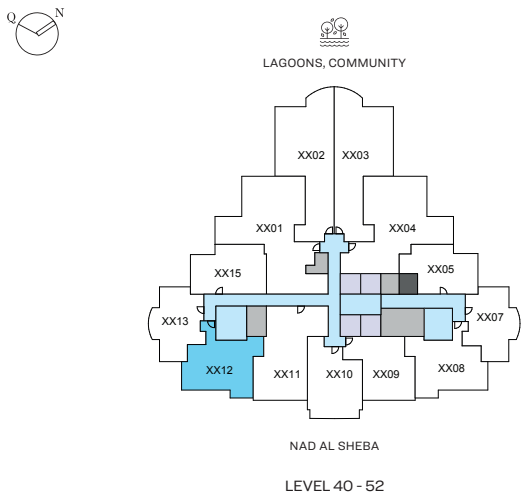 Q N
LAGOONS, COMMUNITY
XX02 XX03
XX01 XX04
XX15 XX05
XX13 XX07
XX12 XX11 XX10 XX09 XX08
NAD AL SHEBA
LEVEL 40 - 52